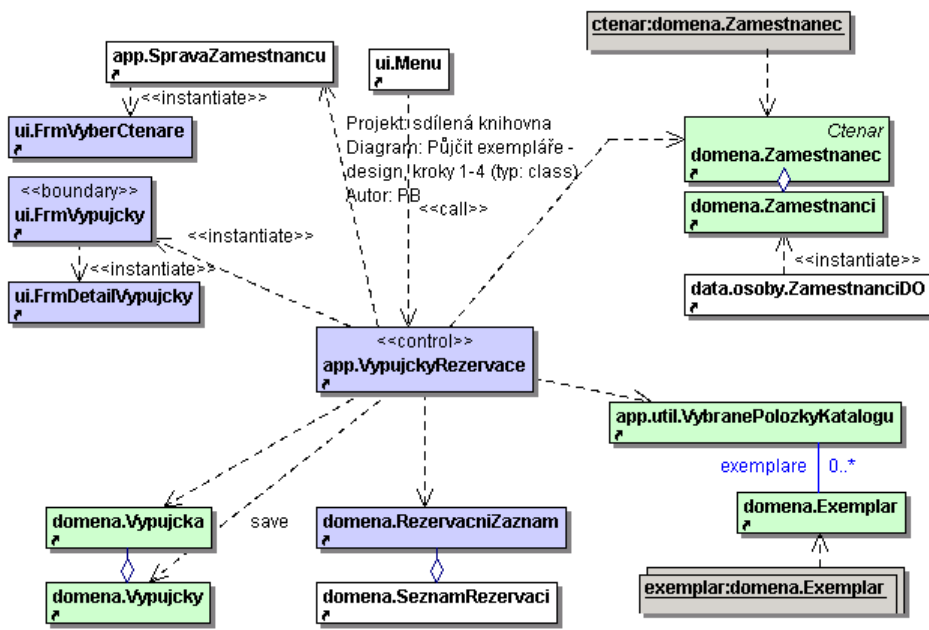 ctenar:domena.Zamestnanec
app.SpravaZamestnancu
ui.Menu
<<instantiate>>
ui.FrmVyberCtenare
Projekt: sdílená knihovna
Diagram: Půjčit exempláře -
design, kroky 1-4 (typ: class)
Autor: PB
<<call>>
Ctenar
domena.Zamestnanec
<<boundary>>
ui.FrmVypujcky
domena.Zamestnanci
<<instantiate>>
<<instantiate>>
<<instantiate>>
ui.FrmDetailVypujcky
data.osoby.ZamestnanciDO
<<control>>
app.VypujckyRezervace
app.util.VybranePolozkyKatalogu
exemplare 0..*
domena.Vypujcka
save
domena.RezervacniZaznam
domena.Exemplar
domena.Vypujcky
domena.SeznamRezervaci
exemplar:domena.Exemplar